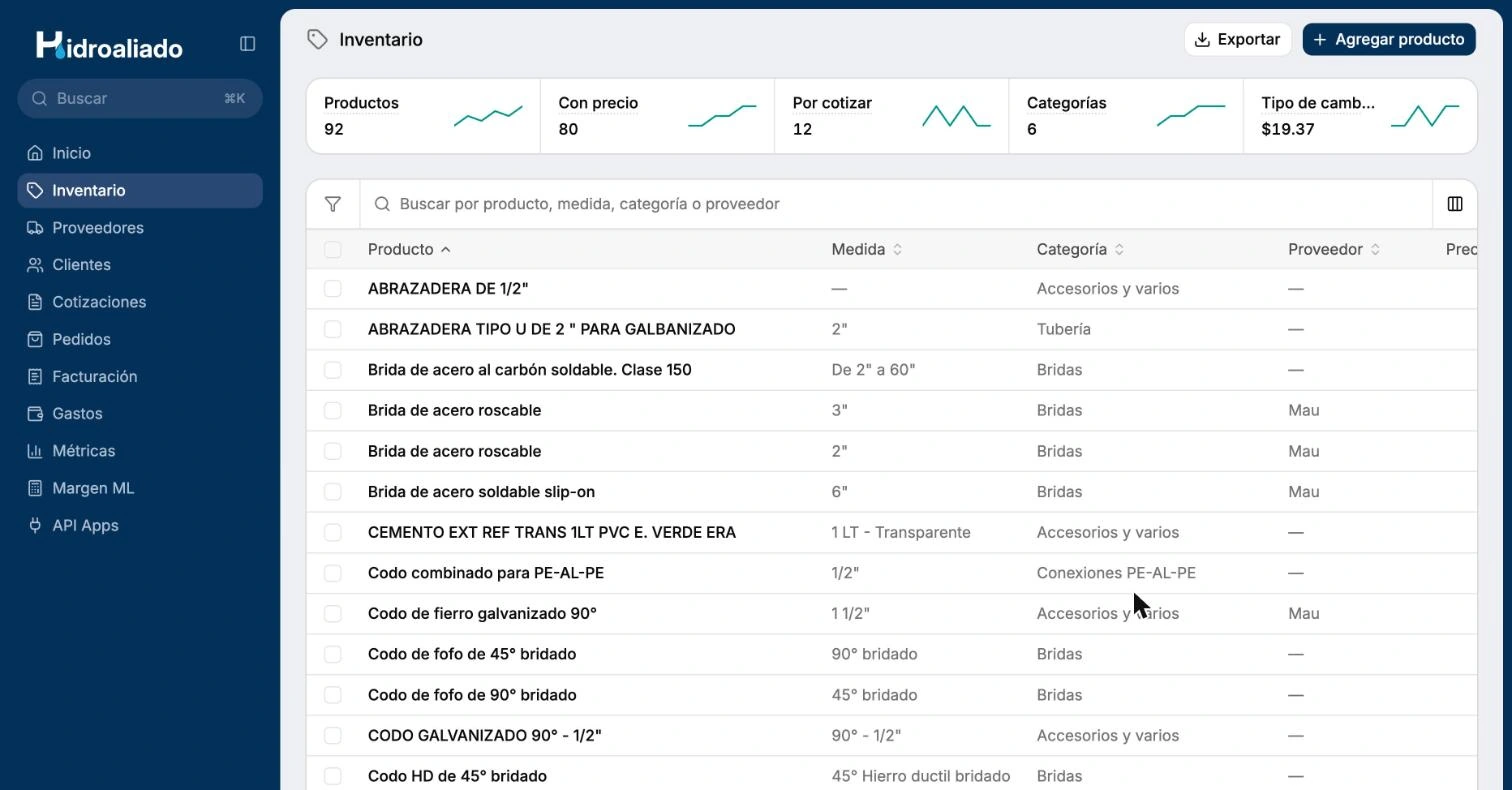 Hidroaliado
Buscar ⌘K
Inicio
Inventario
Proveedores
Clientes
Cotizaciones
Pedidos
Facturación
Gastos
Métricas
Margen ML
API Apps
Inventario
Exportar
+ Agregar producto
Productos
92
Con precio
80
Por cotizar
12
Categorías
6
Tipo de camb...
$19.37
Buscar por producto, medida, categoría o proveedor
Producto Medida Categoría Proveedor Prec
ABRAZADERA DE 1/2" — Accesorios y varios —
ABRAZADERA TIPO U DE 2 " PARA GALBANIZADO 2" Tubería —
Brida de acero al carbón soldable. Clase 150 De 2" a 60" Bridas —
Brida de acero roscable 3" Bridas Mau
Brida de acero roscable 2" Bridas Mau
Brida de acero soldable slip-on 6" Bridas Mau
CEMENTO EXT REF TRANS 1LT PVC E. VERDE ERA 1 LT - Transparente Accesorios y varios —
Codo combinado para PE-AL-PE 1/2" Conexiones PE-AL-PE —
Codo de fierro galvanizado 90° 1 1/2" Accesorios y varios Mau
Codo de fofo de 45° bridado 90° bridado Bridas —
Codo de fofo de 90° bridado 45° bridado Bridas —
CODO GALVANIZADO 90° - 1/2" 90° - 1/2" Accesorios y varios —
Codo HD de 45° bridado 45° Hierro ductil bridado Bridas —